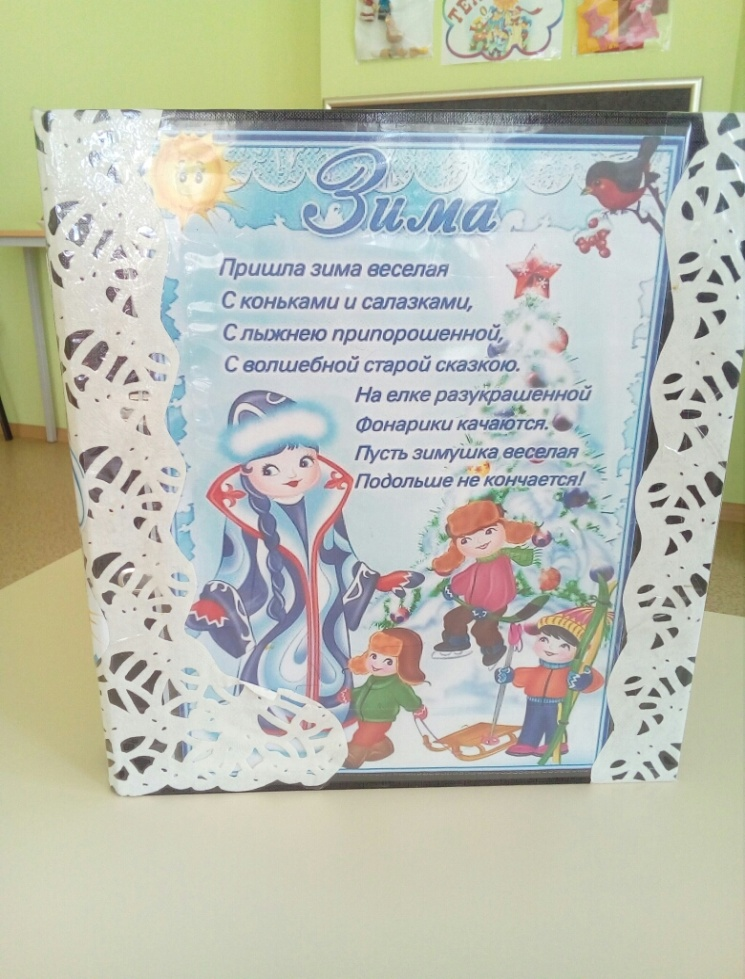 Зима
Пришла зима веселая
С коньками и салазками,
С лыжнею припорошенной,
С волшебной старой сказкою.
На елке разукрашенной
Фонарики качаются.
Пусть зимушка веселая
Подольше не кончается!